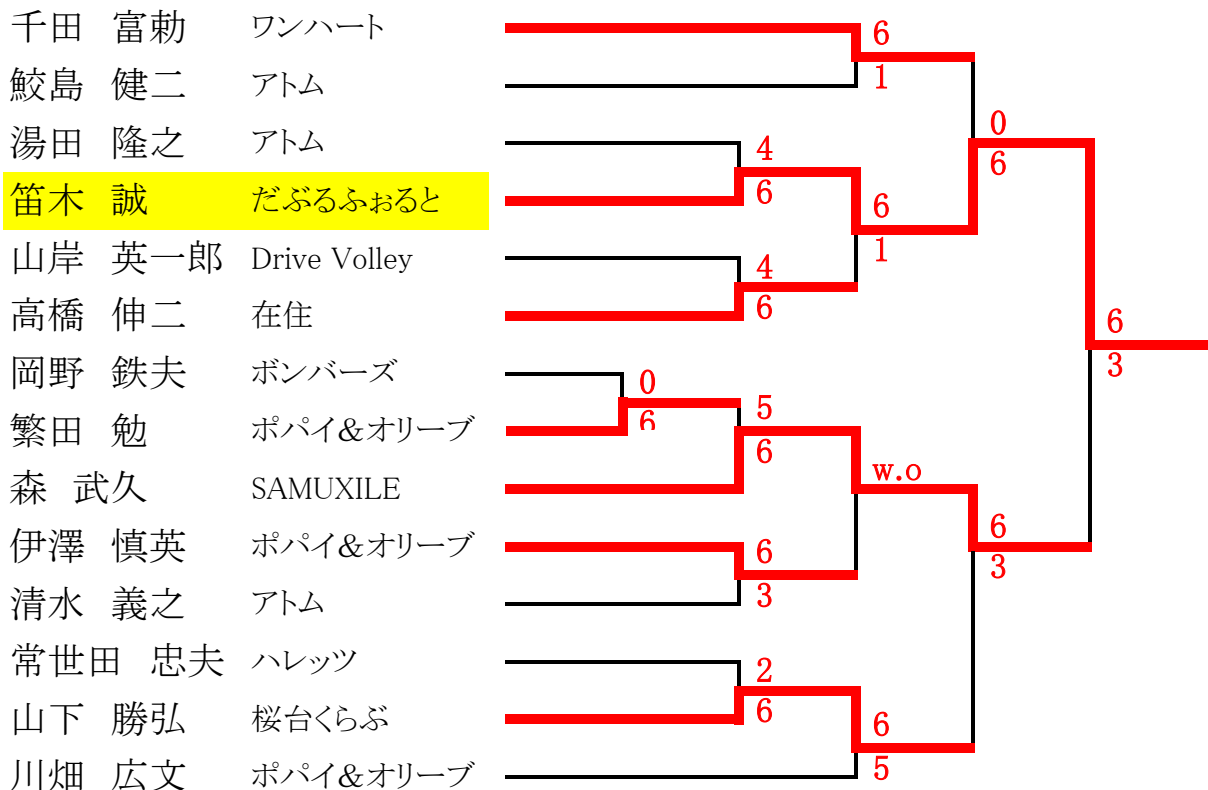 千田 富勅 ワンハート
鮫島 健二 アトム
湯田 隆之 アトム
笛木 誠 だぶるふぉると
山岸 英一郎 Drive Volley
高橋 伸二 在住
岡野 鉄夫 ボンバーズ
繁田 勉 ポパイ&オリーブ
森 武久 SAMUXILE
伊澤 慎英 ポパイ&オリーブ
清水 義之 アトム
常世田 忠夫 ハレッツ
山下 勝弘 桜台くらぶ
川畑 広文 ポパイ&オリーブ
0
6
4
6
4
6
5
6
6
3
2
6
6
1
6
1
w.o
6
5
0
6
6
3
6
3